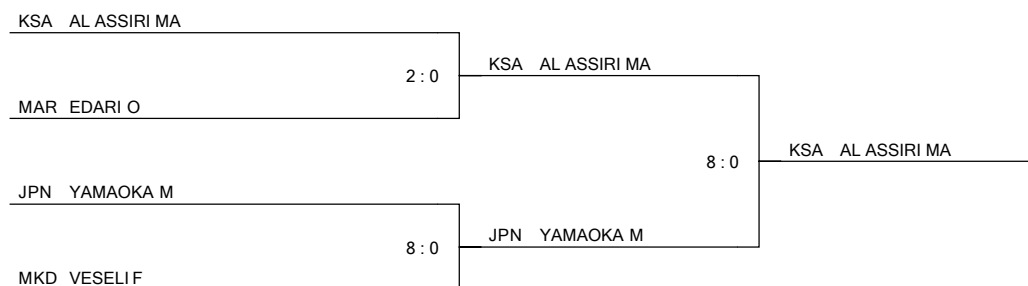 KSA AL ASSIRI MA
2 : 0
KSA AL ASSIRI MA
MAR EDARI O
8 : 0
KSA AL ASSIRI MA
JPN YAMAOKA M
8 : 0
JPN YAMAOKA M
MKD VESELI F